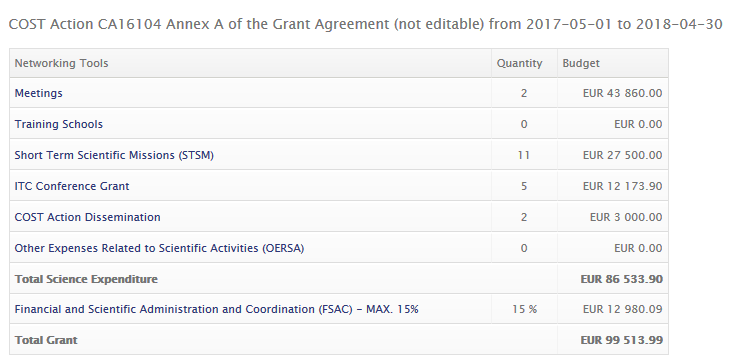 COST Action CA16104 Annex A of the Grant Agreement (not editable) from 2017-05-01 to 2018-04-30
Networking Tools Quantity Budget
Meetings 2 EUR 43 860.00
Training Schools 0 EUR 0.00
Short Term Scientific Missions (STSM) 11 EUR 27 500.00
ITC Conference Grant 5 EUR 12 173.90
COST Action Dissemination 2 EUR 3 000.00
Other Expenses Related to Scientific Activities (OERSA) 0 EUR 0.00
Total Science Expenditure EUR 86 533.90
Financial and Scientific Administration and Coordination (FSAC) - MAX. 15% 15 % EUR 12 980.09
Total Grant EUR 99 513.99